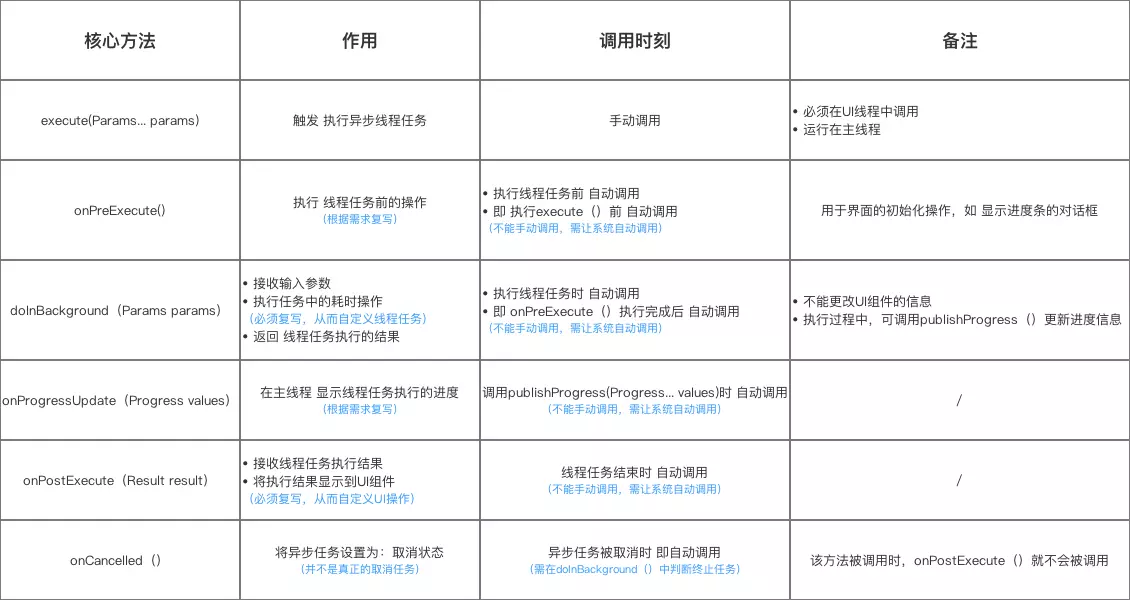 核心方法
作用
调用时刻
备注
execute(Params... params)
触发 执行异步线程任务
手动调用
• 必须在UI线程中调用
• 运行在主线程
onPreExecute()
执行 线程任务前的操作
（根据需求复写）
• 执行线程任务前 自动调用
• 即 执行execute（）前 自动调用
（不能手动调用，需让系统自动调用）
用于界面的初始化操作，如 显示进度条的对话框
doInBackground（Params params）
• 接收输入参数
• 执行任务中的耗时操作
（必须复写，从而自定义线程任务）
• 返回 线程任务执行的结果
• 执行线程任务时 自动调用
• 即 onPreExecute（）执行完成后 自动调用
（不能手动调用，需让系统自动调用）
• 不能更改UI组件的信息
• 执行过程中，可调用publishProgress（）更新进度信息
onProgressUpdate（Progress values）
在主线程 显示线程任务执行的进度
（根据需求复写）
调用publishProgress(Progress... values)时 自动调用
（不能手动调用，需让系统自动调用）
/
onPostExecute（Result result）
• 接收线程任务执行结果
• 将执行结果显示到UI组件
（必须复写，从而自定义UI操作）
线程任务结束时 自动调用
（不能手动调用，需让系统自动调用）
/
onCancelled（）
将异步任务设置为：取消状态
（并不是真正的取消任务）
异步任务被取消时 即自动调用
（需在doInBackground（）中判断终止任务）
该方法被调用时，onPostExecute（）就不会被调用